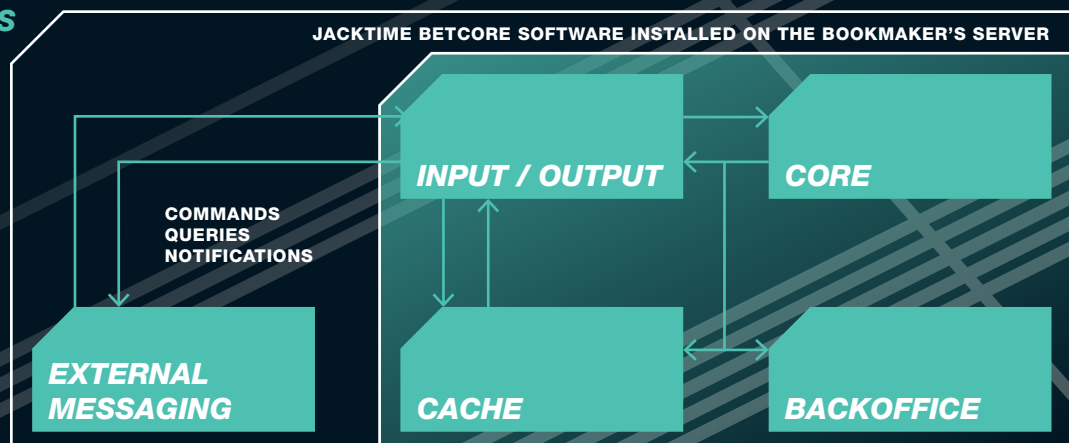 S
JACKTIME BETCORE SOFTWARE INSTALLED ON THE BOOKMAKER'S SERVER
INPUT / OUTPUT
CORE
COMMANDS
QUERIES
NOTIFICATIONS
EXTERNAL
MESSAGING
CACHE
BACKOFFICE